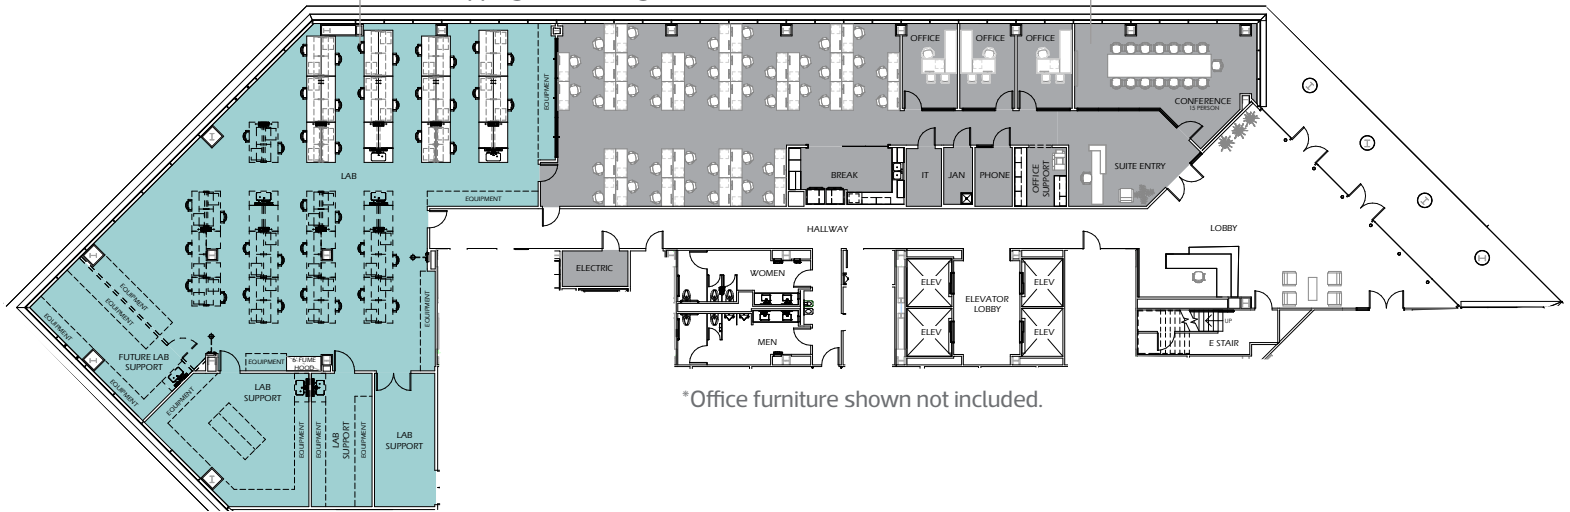 OFFICE
OFFICE
OFFICE
CONFERENCE
15 PERSON
EQUIPMENT
LAB
EQUIPMENT
BREAK
IT
JAN
PHONE
OFFICE
SUPPORT
SUITE ENTRY
HALLWAY
LOBBY
ELECTRIC
WOMEN
MEN
ELEV
ELEV
ELEVATOR
LOBBY
ELEV
ELEV
UP
E STAIR
EQUIPMENT
EQUIPMENT
EQUIPMENT
EQUIPMENT
FUTURE LAB
SUPPORT
EQUIPMENT
EQUIPMENT
6' FUME
HOOD
LAB
SUPPORT
EQUIPMENT
EQUIPMENT
EQUIPMENT
LAB
SUPPORT
EQUIPMENT
LAB
SUPPORT
*Office furniture shown not included.